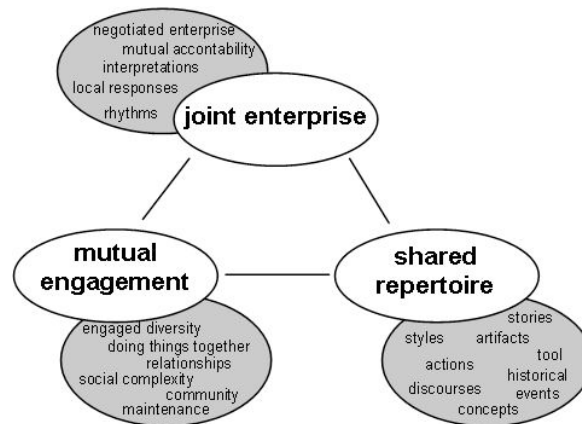 negotiated enterprise
mutual accontability
interpretations
local responses
rhythms
joint enterprise
mutual
engagement
shared
repertoire
engaged diversity
doing things together
relationships
social complexity
community
maintenance
stories
styles
artifacts
tool
actions
historical
discourses
events
concepts